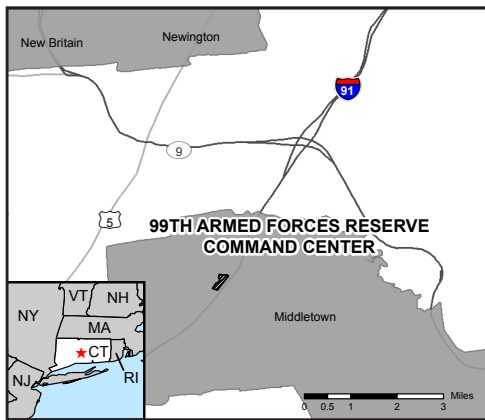 New Britain
Newington
91
9
5
99TH ARMED FORCES RESERVE
COMMAND CENTER
Middletown
VT
NH
NY
MA
CT
RI
NJ
0 0.5 1 2 3
Miles